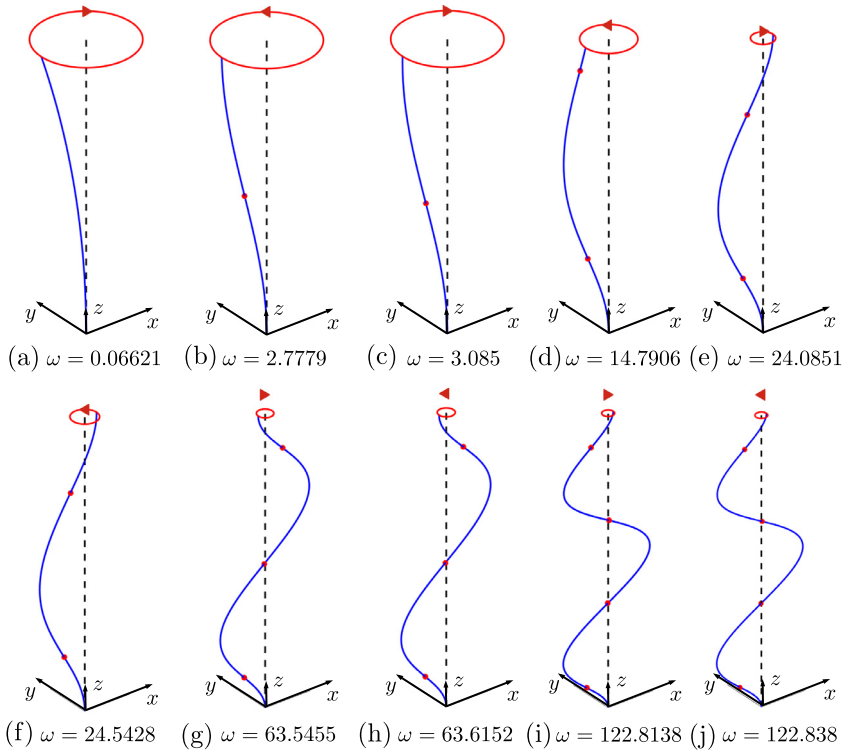 y z x y z x y z x y z x y z x
(a) ω = 0.06621 (b) ω = 2.7779 (c) ω = 3.085 (d) ω = 14.7906 (e) ω = 24.0851
y z x y z x y z x y z x y z x
(f) ω = 24.5428 (g) ω = 63.5455 (h) ω = 63.6152 (i) ω = 122.8138 (j) ω = 122.838